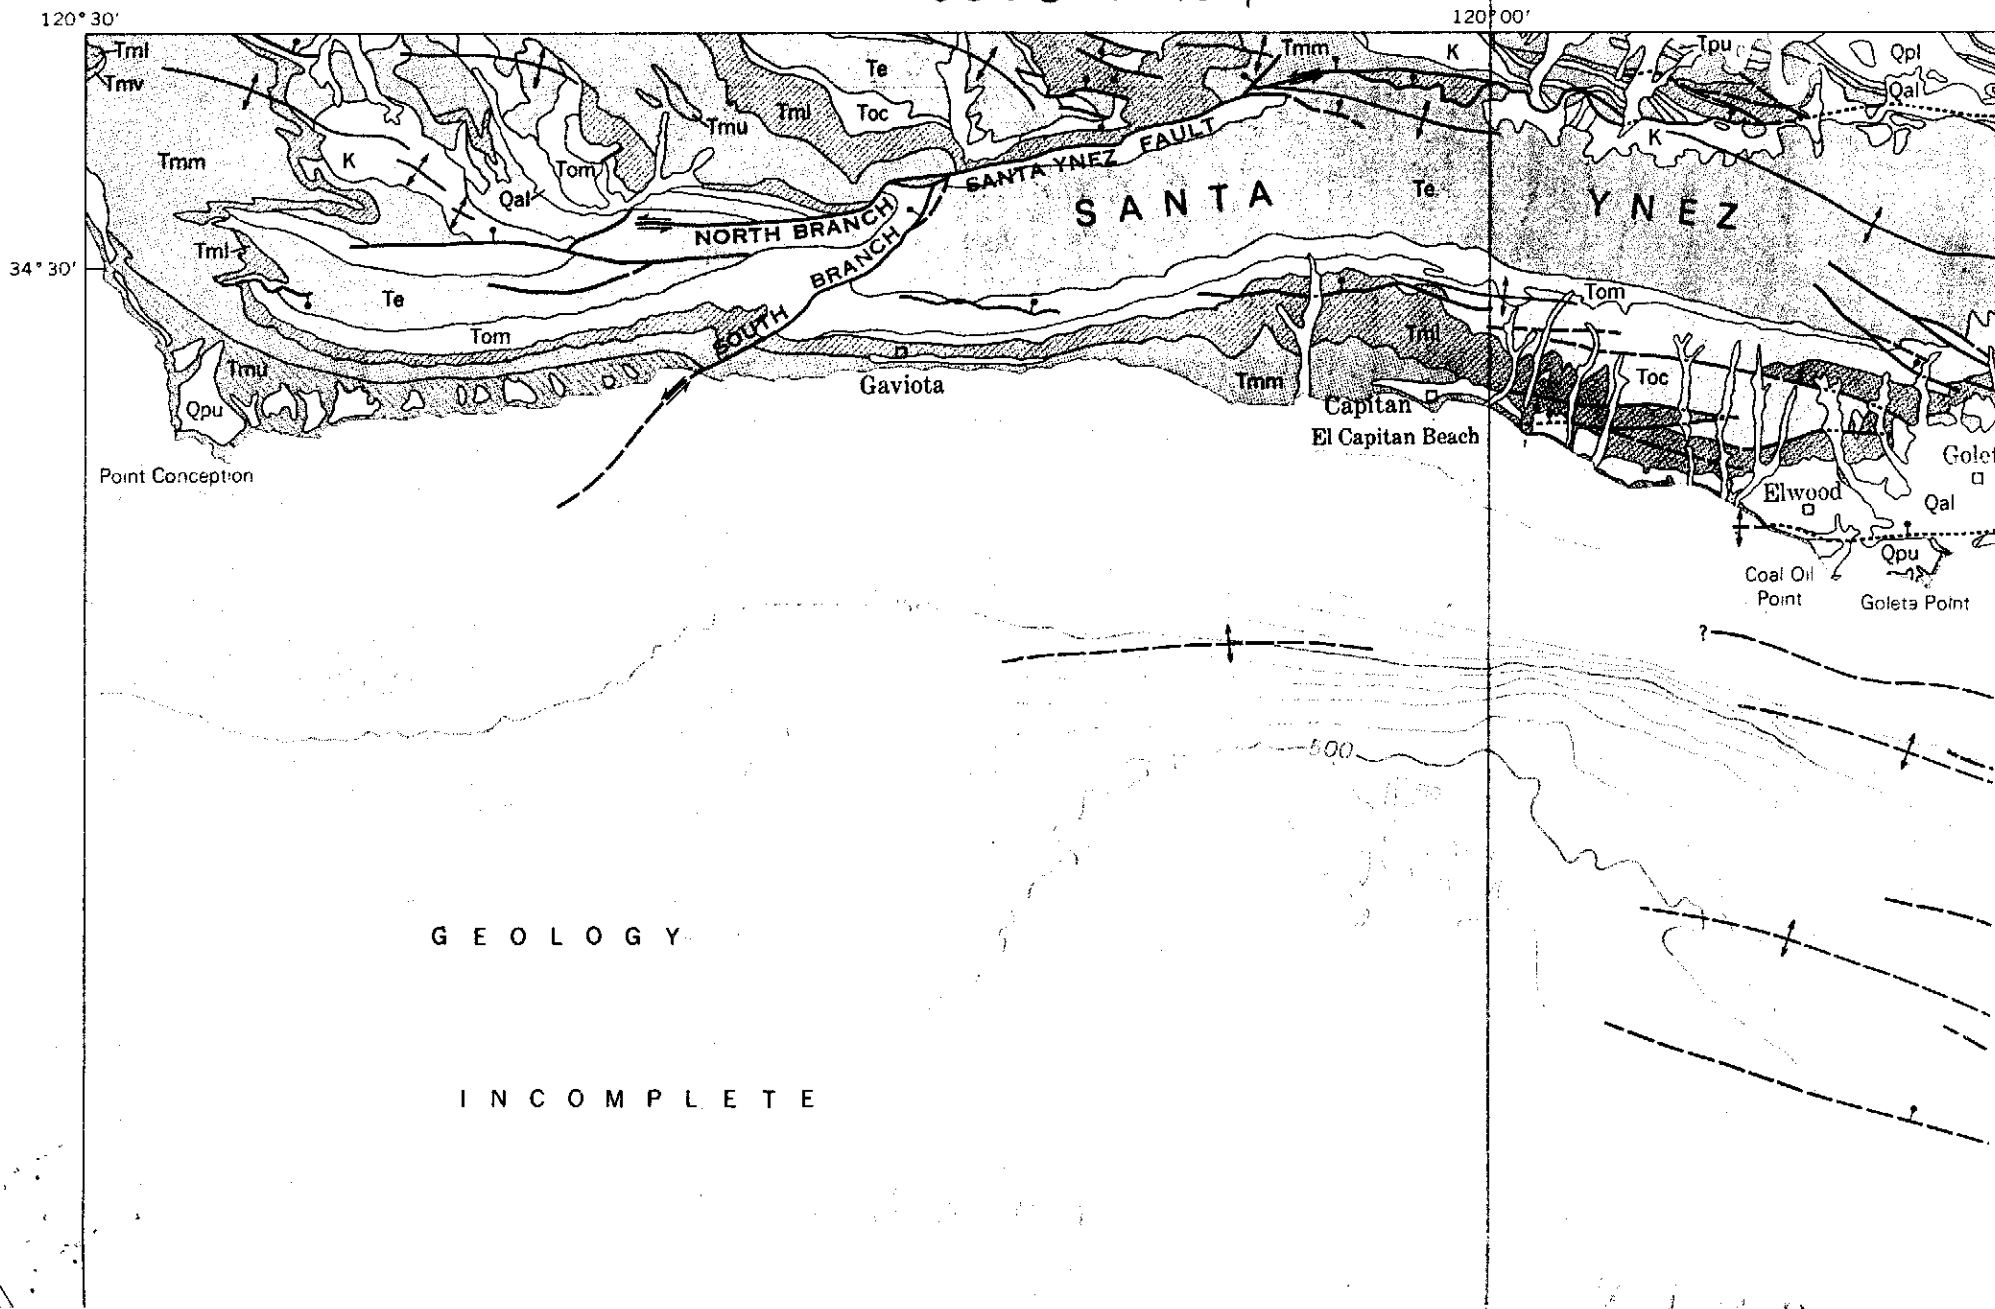 120°30'
120°00'
Tml
Tmv
Te
Tmm
K
Tpu
Qpl
Qal
Tmu
Tml
Toc
Tmm
K
Qal
Tom
SANTA YNEZ FAULT
K
SANTA YNEZ
Te
NORTH BRANCH
34°30'
Tml
Te
SOUTH BRANCH
Tom
Tom
Tml
Tmu
Gaviota
Tmm
Toc
Qpu
Capitan
El Capitan Beach
Point Conception
Golet
Elwood
Qal
Qpu
Coal Oil
Point
Goleta Point
?
600
GEOLOGY
INCOMPLETE